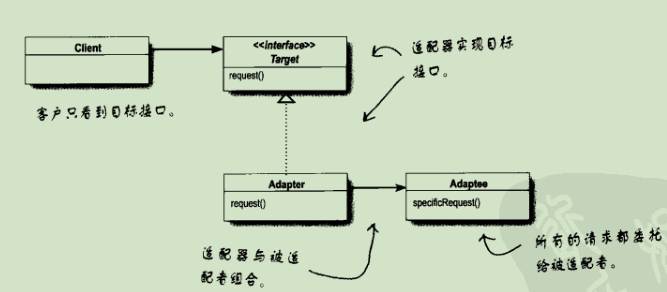 Client
<<interface>>
Target
request()
适配器实现目标
接口。
客户只看到目标接口。
Adapter
request()
Adaptee
specificRequest()
适配器与被适
配者组合。
所有的请求都委托
给被适配者。